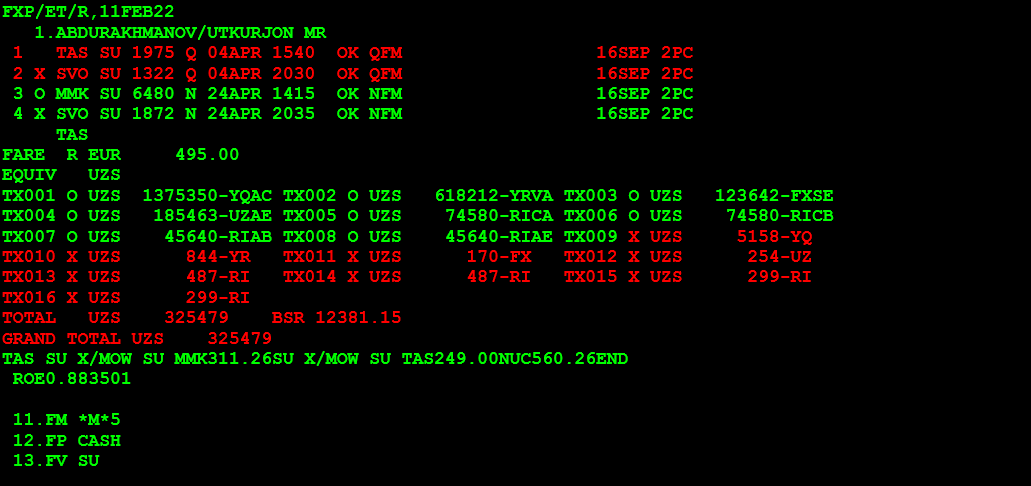 FXP/ET/R,11FEB22
1.ABDURAKHMANOV/UTKURJON MR
1 TAS SU 1975 Q 04APR 1540 OK QFM 16SEP 2PC
2 X SVO SU 1322 Q 04APR 2030 OK QFM 16SEP 2PC
3 O MMK SU 6480 N 24APR 1415 OK NFM 16SEP 2PC
4 X SVO SU 1872 N 24APR 2035 OK NFM 16SEP 2PC
TAS
FARE R EUR 495.00
EQUIV UZS
TX001 O UZS 1375350-YQAC TX002 O UZS 618212-YRVA TX003 O UZS 123642-FXSE
TX004 O UZS 185463-UZAE TX005 O UZS 74580-RICA TX006 O UZS 74580-RICB
TX007 O UZS 45640-RIAB TX008 O UZS 45640-RIAE TX009 X UZS 5158-YQ
TX010 X UZS 844-YR TX011 X UZS 170-FX TX012 X UZS 254-UZ
TX013 X UZS 487-RI TX014 X UZS 487-RI TX015 X UZS 299-RI
TX016 X UZS 299-RI
TOTAL UZS 325479 BSR 12381.15
GRAND TOTAL UZS 325479
TAS SU X/MOW SU MMK311.26SU X/MOW SU TAS249.00NUC560.26END
ROE0.883501
11.FM *M*5
12.FP CASH
13.FV SU